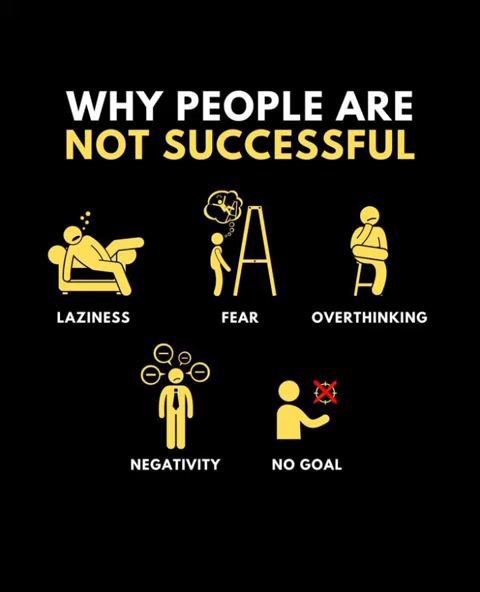 WHY PEOPLE ARE
NOT SUCCESSFUL
LAZINESS
FEAR
OVERTHINKING
NEGATIVITY
NO GOAL